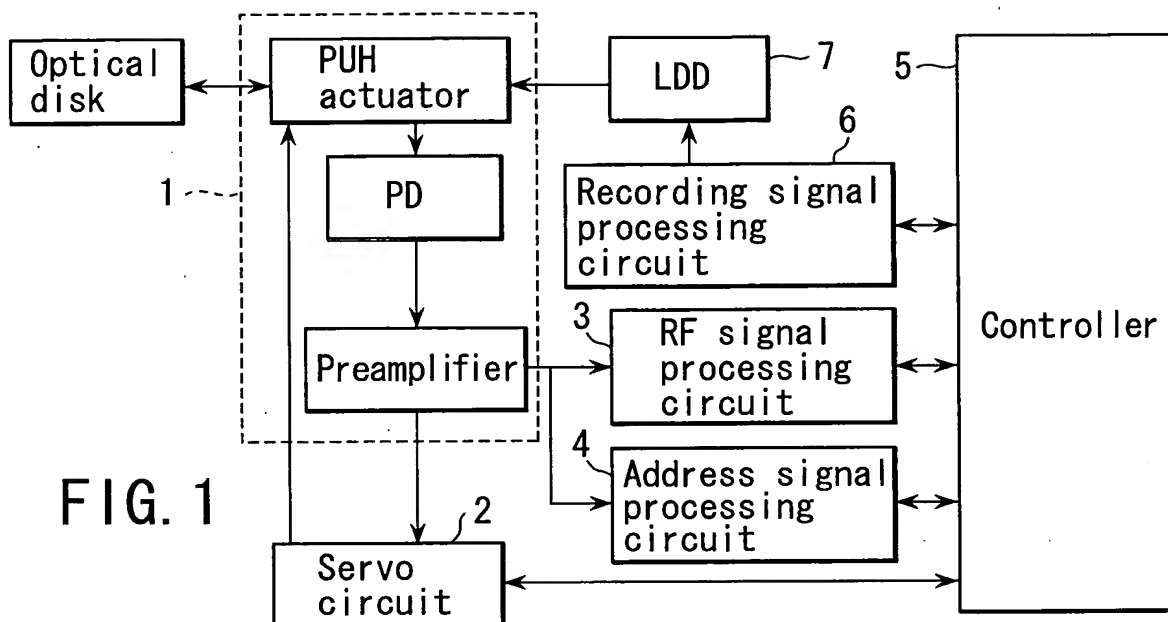 Optical
disk
PUH
actuator
LDD
7
5
6
1
PD
Recording signal
processing
circuit
3
RF signal
processing
circuit
Controller
Preamplifier
4
Address signal
processing
circuit
FIG. 1
2
Servo
circuit